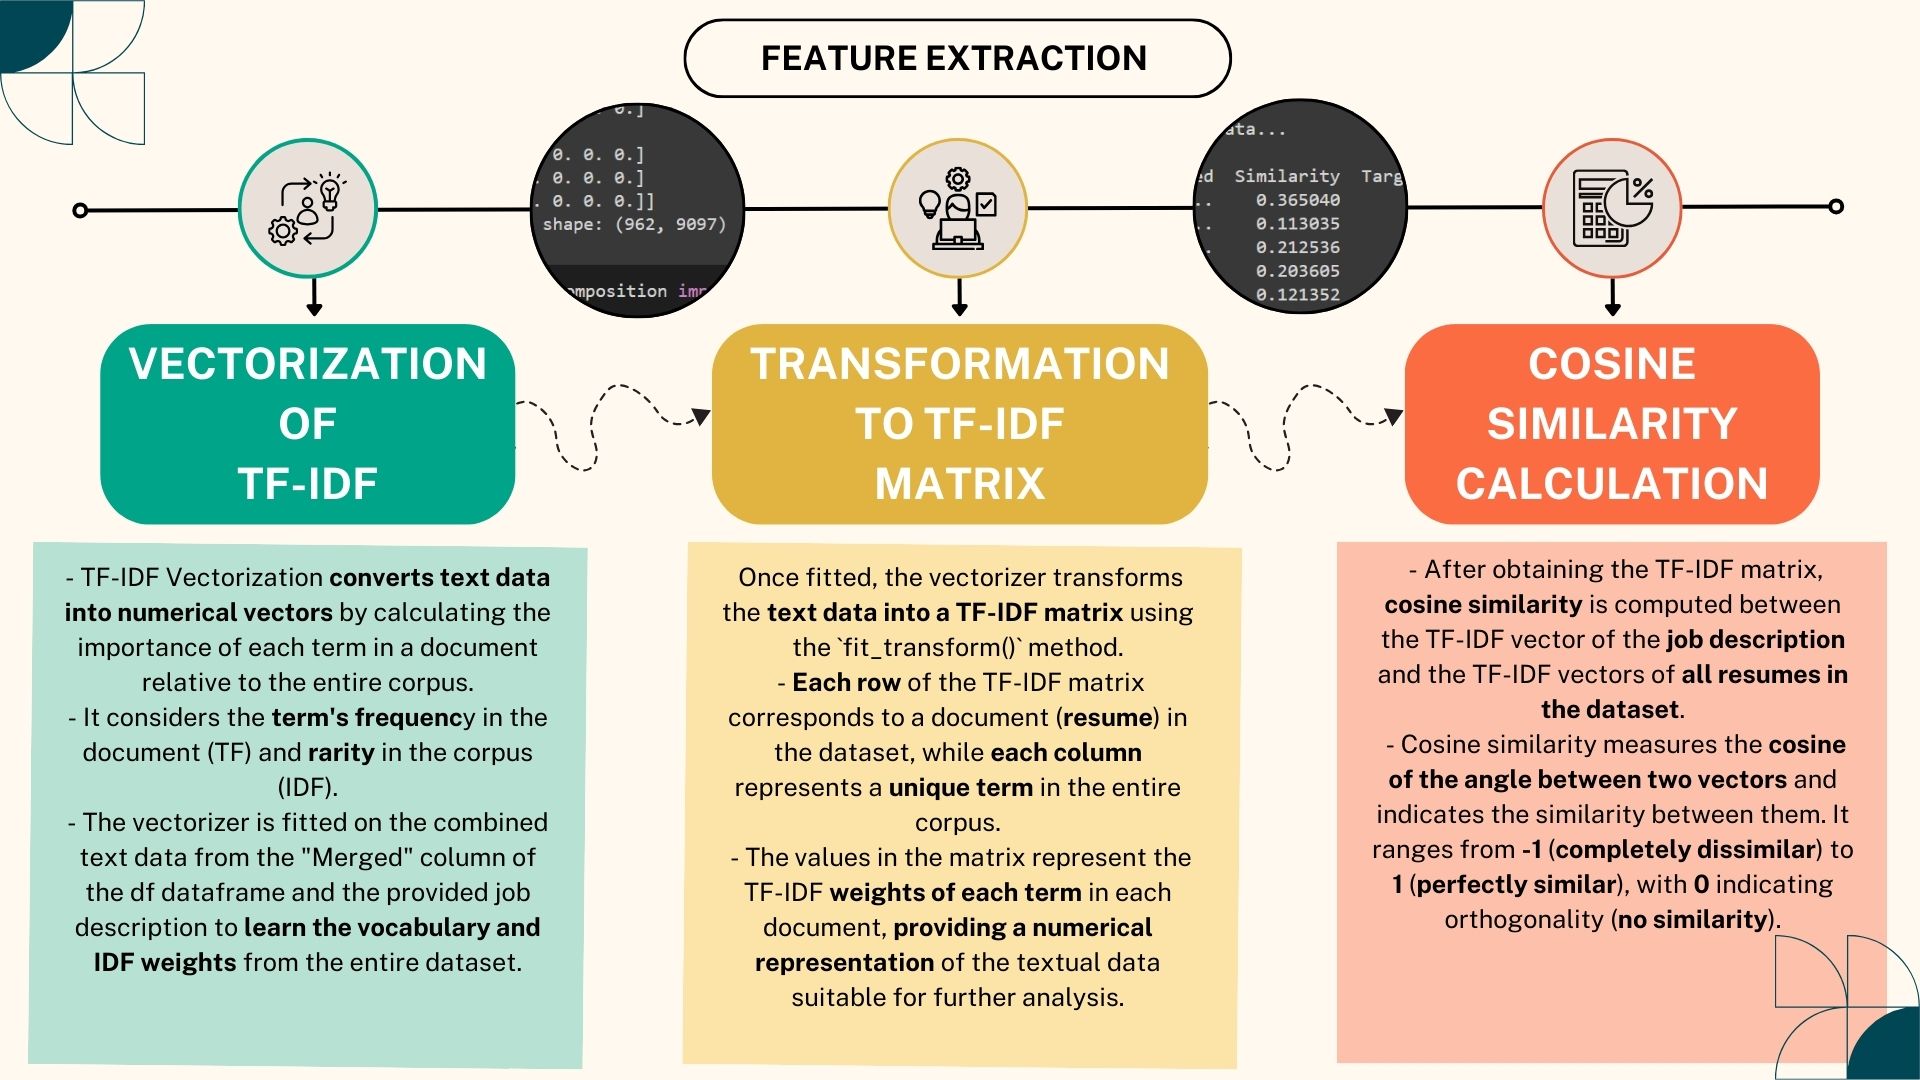 FEATURE EXTRACTION
0.]
0. 0. 0.]
. 0. 0. 0.]
. 0. 0. 0.]]
shape: (962, 9097)
omposition
ata...
ed Similarity Targ
.. 0.365040
.. 0.113035
. 0.212536
0.203605
0.121352
VECTORIZATION
OF
TF-IDF
TRANSFORMATION
TO TF-IDF
MATRIX
COSINE
SIMILARITY
CALCULATION
- TF-IDF Vectorization converts text data
into numerical vectors by calculating the
importance of each term in a document
relative to the entire corpus.
- It considers the term's frequency in the
document (TF) and rarity in the corpus
(IDF).
- The vectorizer is fitted on the combined
text data from the "Merged" column of
the df dataframe and the provided job
description to learn the vocabulary and
IDF weights from the entire dataset.
Once fitted, the vectorizer transforms
the text data into a TF-IDF matrix using
the `fit_transform()` method.
- Each row of the TF-IDF matrix
corresponds to a document (resume) in
the dataset, while each column
represents a unique term in the entire
corpus.
- The values in the matrix represent the
TF-IDF weights of each term in each
document, providing a numerical
representation of the textual data
suitable for further analysis.
- After obtaining the TF-IDF matrix,
cosine similarity is computed between
the TF-IDF vector of the job description
and the TF-IDF vectors of all resumes in
the dataset.
- Cosine similarity measures the cosine
of the angle between two vectors and
indicates the similarity between them. It
ranges from -1 (completely dissimilar) to
1 (perfectly similar), with 0 indicating
orthogonality (no similarity).